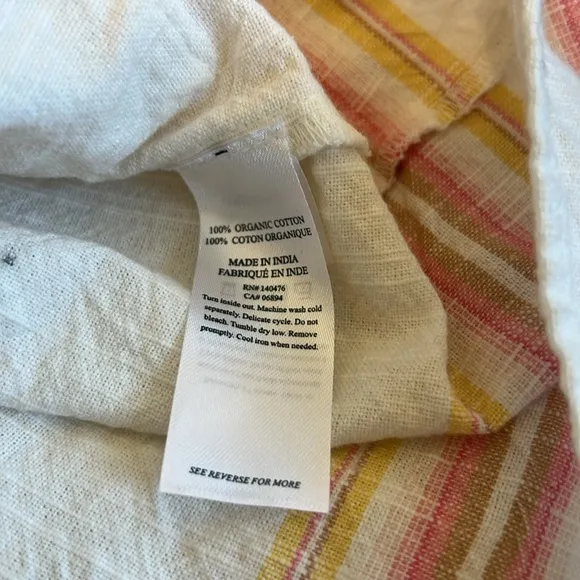 100% ORGANIC COTTON
100% COTON ORGANIQUE
MADE IN INDIA
FABRIQUÉ EN INDE
RN# 140476
CA# 06894
Turn inside out. Machine wash cold
separately. Delicate cycle. Do not
bleach. Tumble dry low. Remove
promptly. Cool iron when needed.
SEE REVERSE FOR MORE